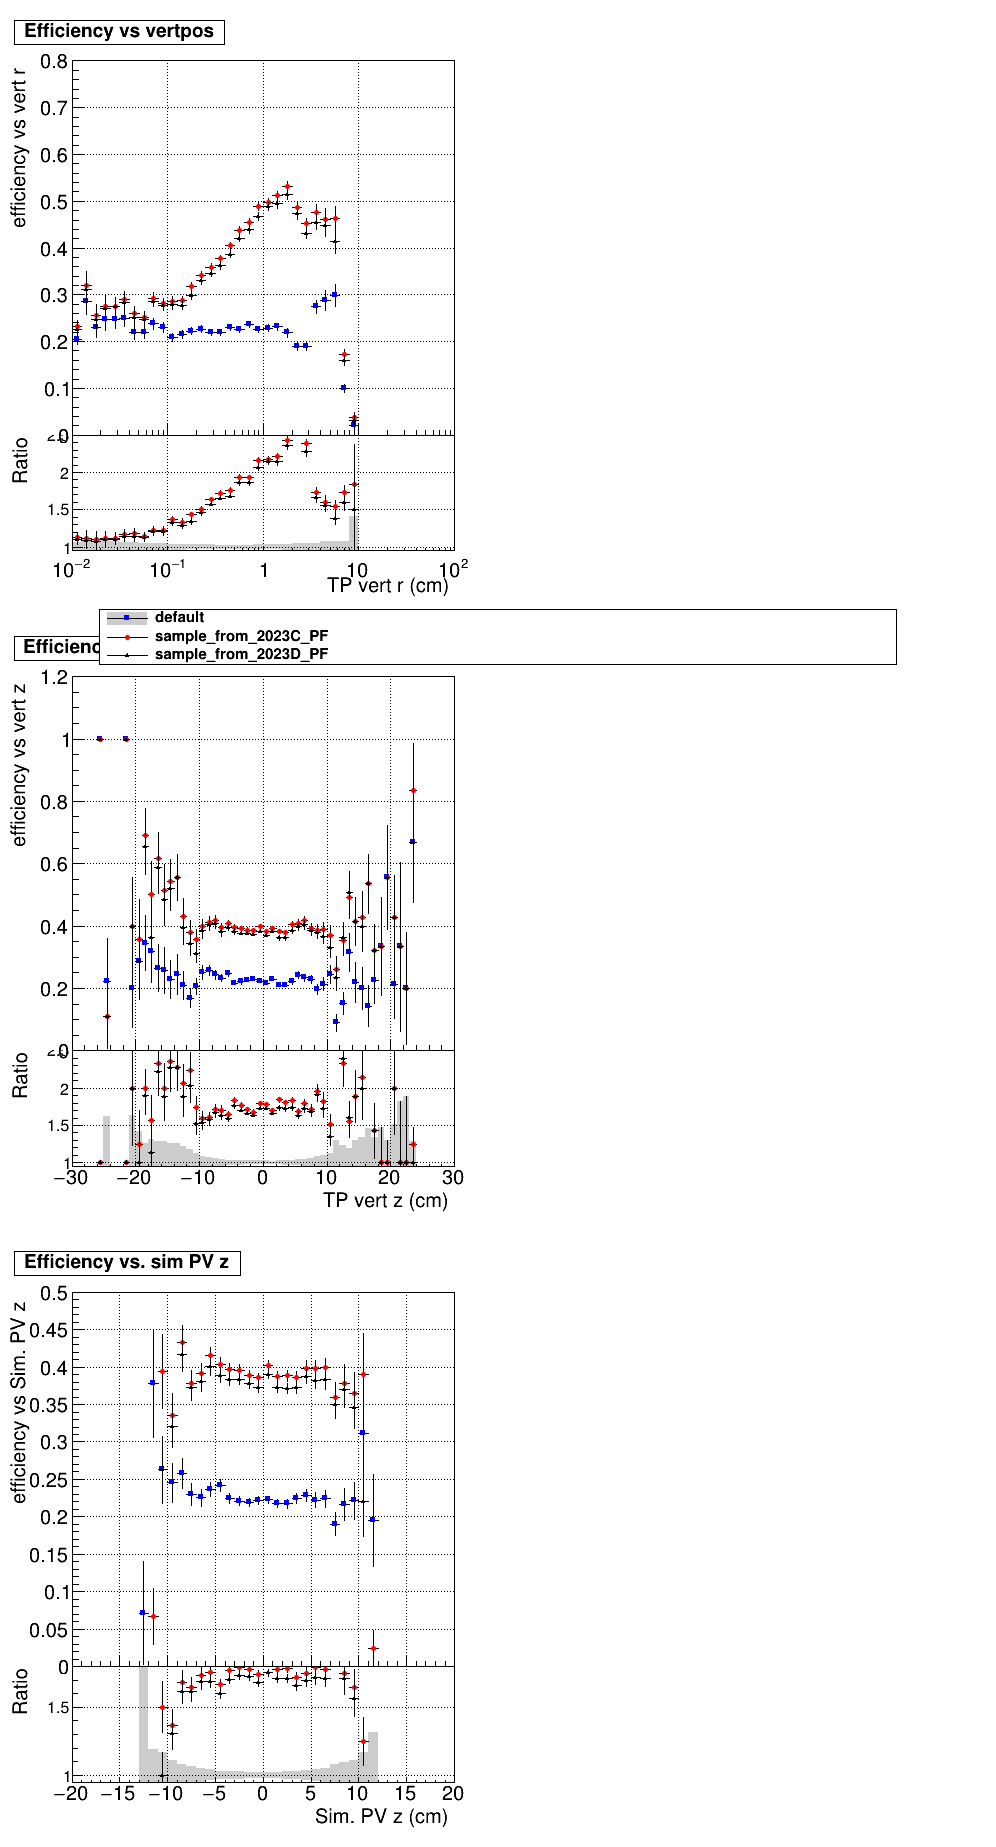 Efficiency vs vertpos
efficiency vs vert r
0.8
0.7
0.6
0.5
0.4
0.3
0.2
0.1
0
Ratio
2
1.5
1
10⁻² 10⁻¹ 1 10 10²
TP vert r (cm)
default
sample_from_2023C_PF
sample_from_2023D_PF
Efficienc
efficiency vs vert z
1.2
1
0.8
0.6
0.4
0.2
0
Ratio
2
1.5
1
−30 −20 −10 0 10 20 30
TP vert z (cm)
Efficiency vs. sim PV z
efficiency vs Sim. PV z
0.5
0.45
0.4
0.35
0.3
0.25
0.2
0.15
0.1
0.05
0
Ratio
1.5
1
−20 −15 −10 −5 0 5 10 15 20
Sim. PV z (cm)